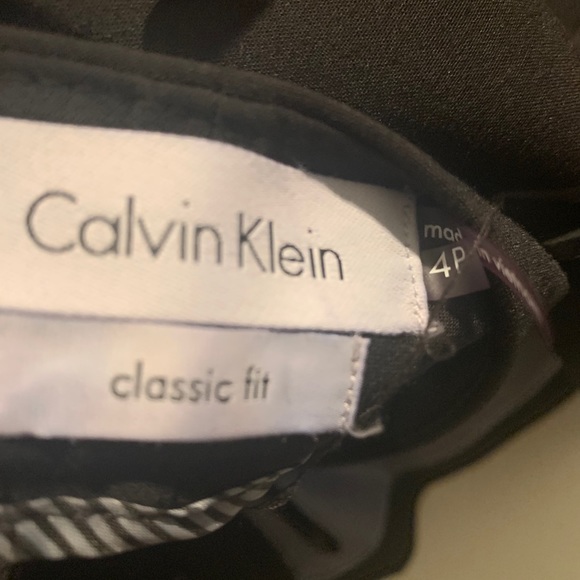 Calvin Klein
classic fit
4P